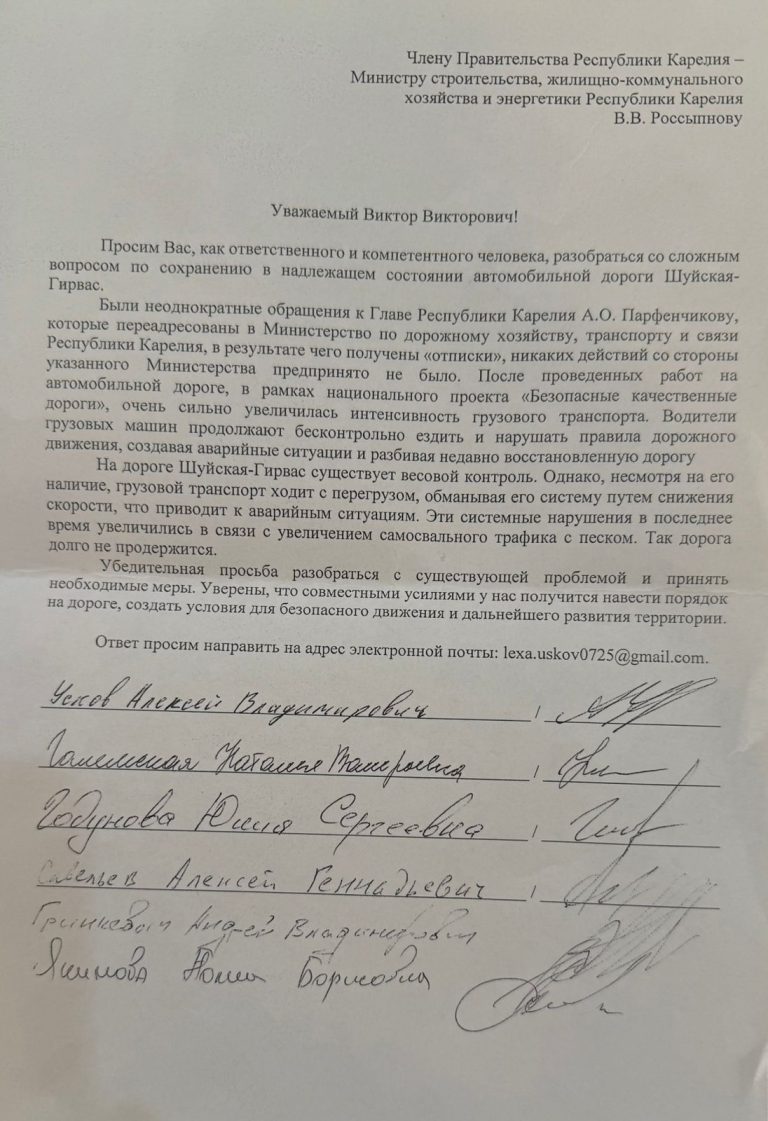 Члену Правительства Республики Карелия –
Министру строительства, жилищно-коммунального
хозяйства и энергетики Республики Карелия
В.В. Россыпнову
Уважаемый Виктор Викторович!
Просим Вас, как ответственного и компетентного человека, разобраться со сложным
вопросом по сохранению в надлежащем состоянии автомобильной дороги Шуйская-
Гирвас.
Были неоднократные обращения к Главе Республики Карелия А.О. Парфенчикову,
которые переадресованы в Министерство по дорожному хозяйству, транспорту и связи
Республики Карелия, в результате чего получены «отписки», никаких действий со стороны
указанного Министерства предпринято не было. После проведенных работ на
автомобильной дороге, в рамках национального проекта «Безопасные качественные
дороги», очень сильно увеличилась интенсивность грузового транспорта. Водители
грузовых машин продолжают бесконтрольно ездить и нарушать правила дорожного
движения, создавая аварийные ситуации и разбивая недавно восстановленную дорогу
На дороге Шуйская-Гирвас существует весовой контроль. Однако, несмотря на его
наличие, грузовой транспорт ходит с перегрузом, обманывая его систему путем снижения
скорости, что приводит к аварийным ситуациям. Эти системные нарушения в последнее
время увеличились в связи с увеличением самосвального трафика с песком. Так дорога
долго не продержится.
Убедительная просьба разобраться с существующей проблемой и принять
необходимые меры. Уверены, что совместными усилиями у нас получится навести порядок
на дороге, создать условия для безопасного движения и дальнейшего развития территории.
Ответ просим направить на адрес электронной почты: lexa.uskov0725@gmail.com.
Усков Алексей Владимирович /
Наталья Валерьевна /
Годунова Юлия Сергеевна /
Савельев Алексей Геннадьевич /
Гринкевич Андрей Владимирович
Якимова Борисовна